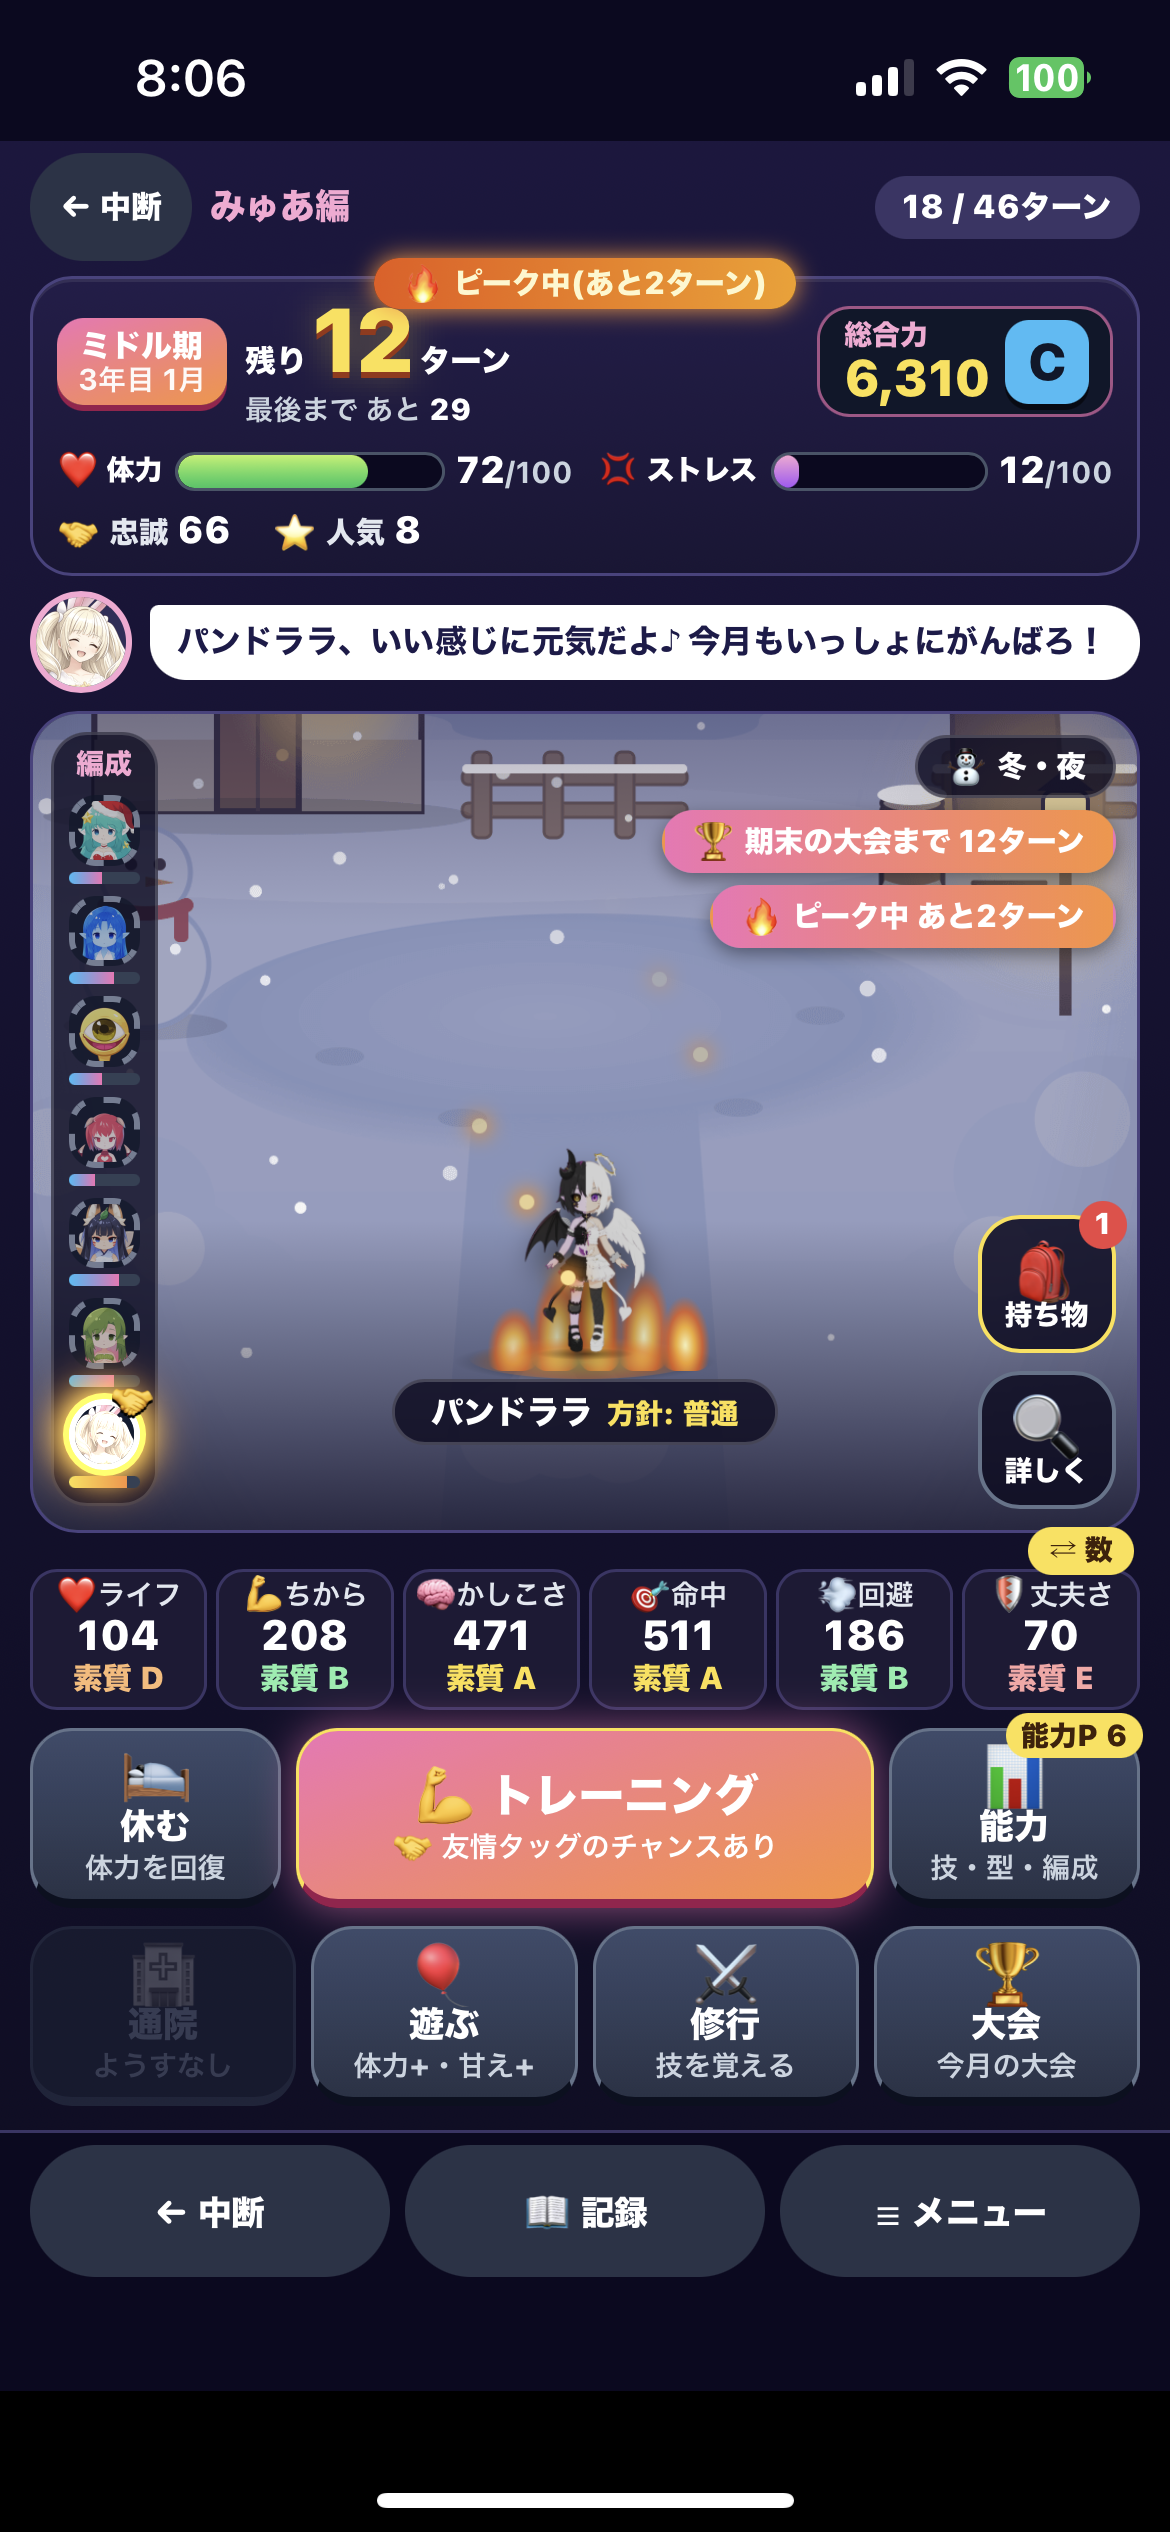 8:06
100
← 中断
みゅあ編
18 / 46ターン
🔥 ピーク中(あと2ターン)
ミドル期
3年目 1月
残り 12 ターン
最後まで あと 29
総合力
6,310
C
体力 72/100
ストレス 12/100
忠誠 66
人気 8
パンドララ、いい感じに元気だよ♪ 今月もいっしょにがんばろ！
編成
冬・夜
期末の大会まで 12ターン
ピーク中 あと2ターン
1
持ち物
パンドララ 方針: 普通
詳しく
⇄ 数
ライフ
104
素質 D
ちから
208
素質 B
かしこさ
471
素質 A
命中
511
素質 A
回避
186
素質 B
丈夫さ
70
素質 E
休む
体力を回復
トレーニング
友情タッグのチャンスあり
能力P 6
能力
技・型・編成
通院
ようすなし
遊ぶ
体力+・甘え+
修行
技を覚える
大会
今月の大会
← 中断
記録
≡ メニュー